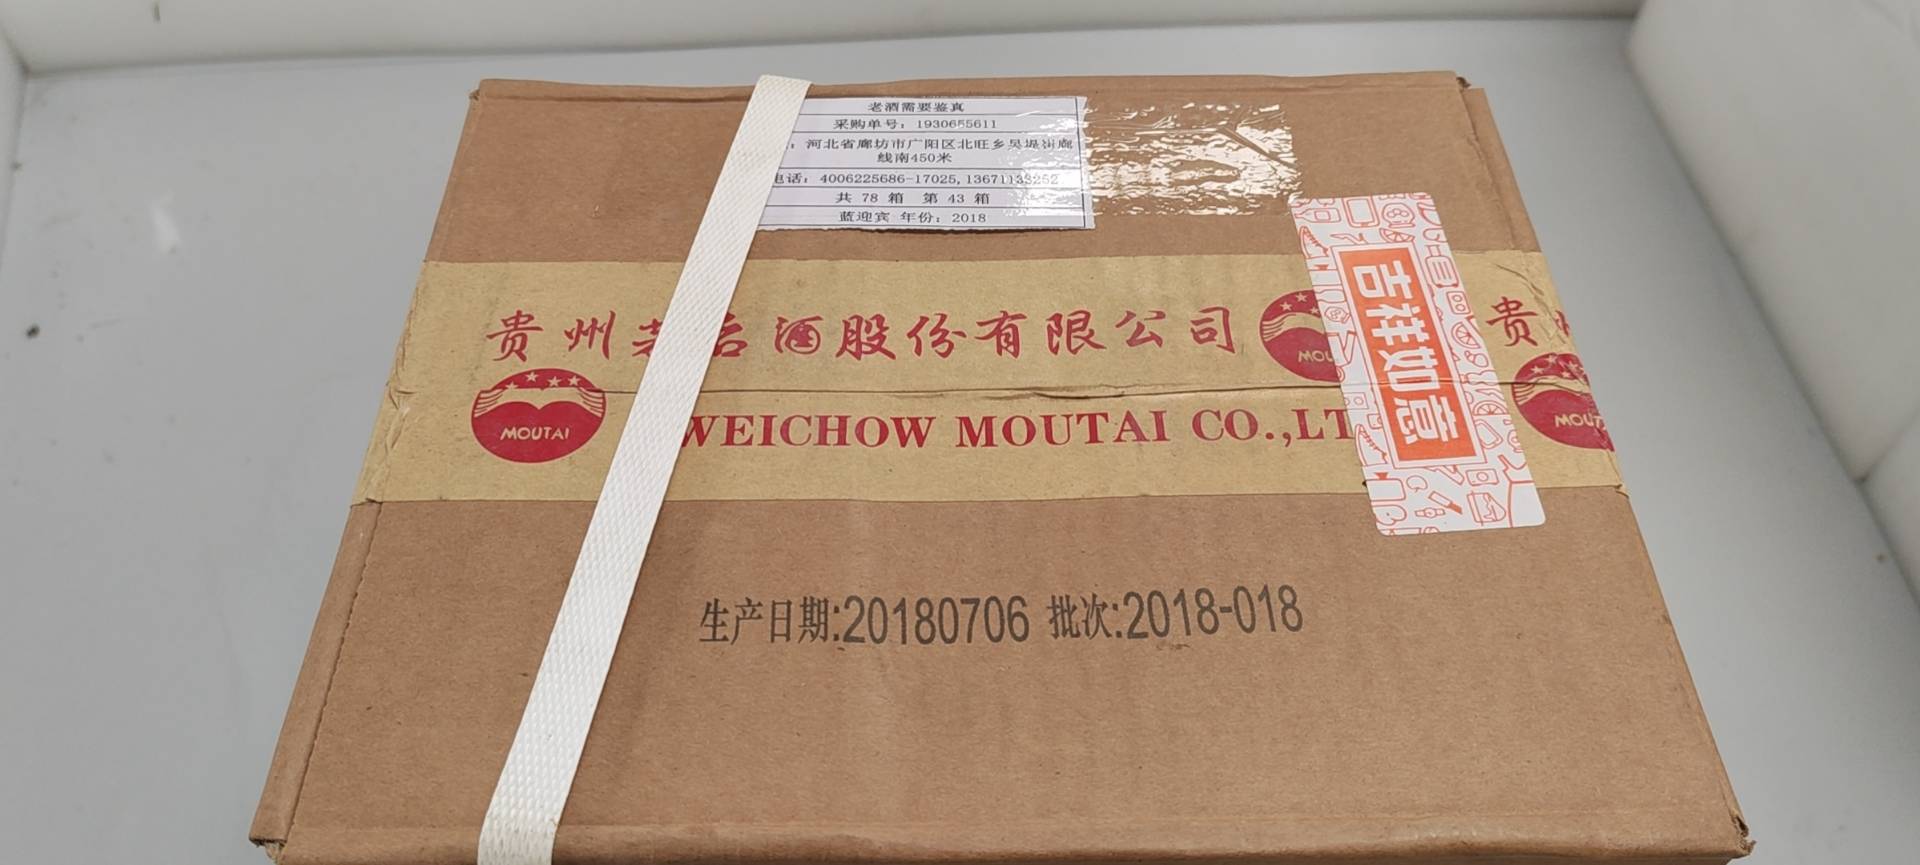 老酒需要鉴真
采购单号：1930655611
：河北省廊坊市广阳区北旺乡吴堤
线南450米
电话：4006225686-17025,13671133252
共 78 箱 第 43 箱
蓝迎宾 年份：2018
贵州茅台酒股份有限公司
贵
MOUTAI
WEICHOW MOUTAI CO.,LT
MOU
MOUT
吉祥如意
生产日期:20180706 批次:2018-018